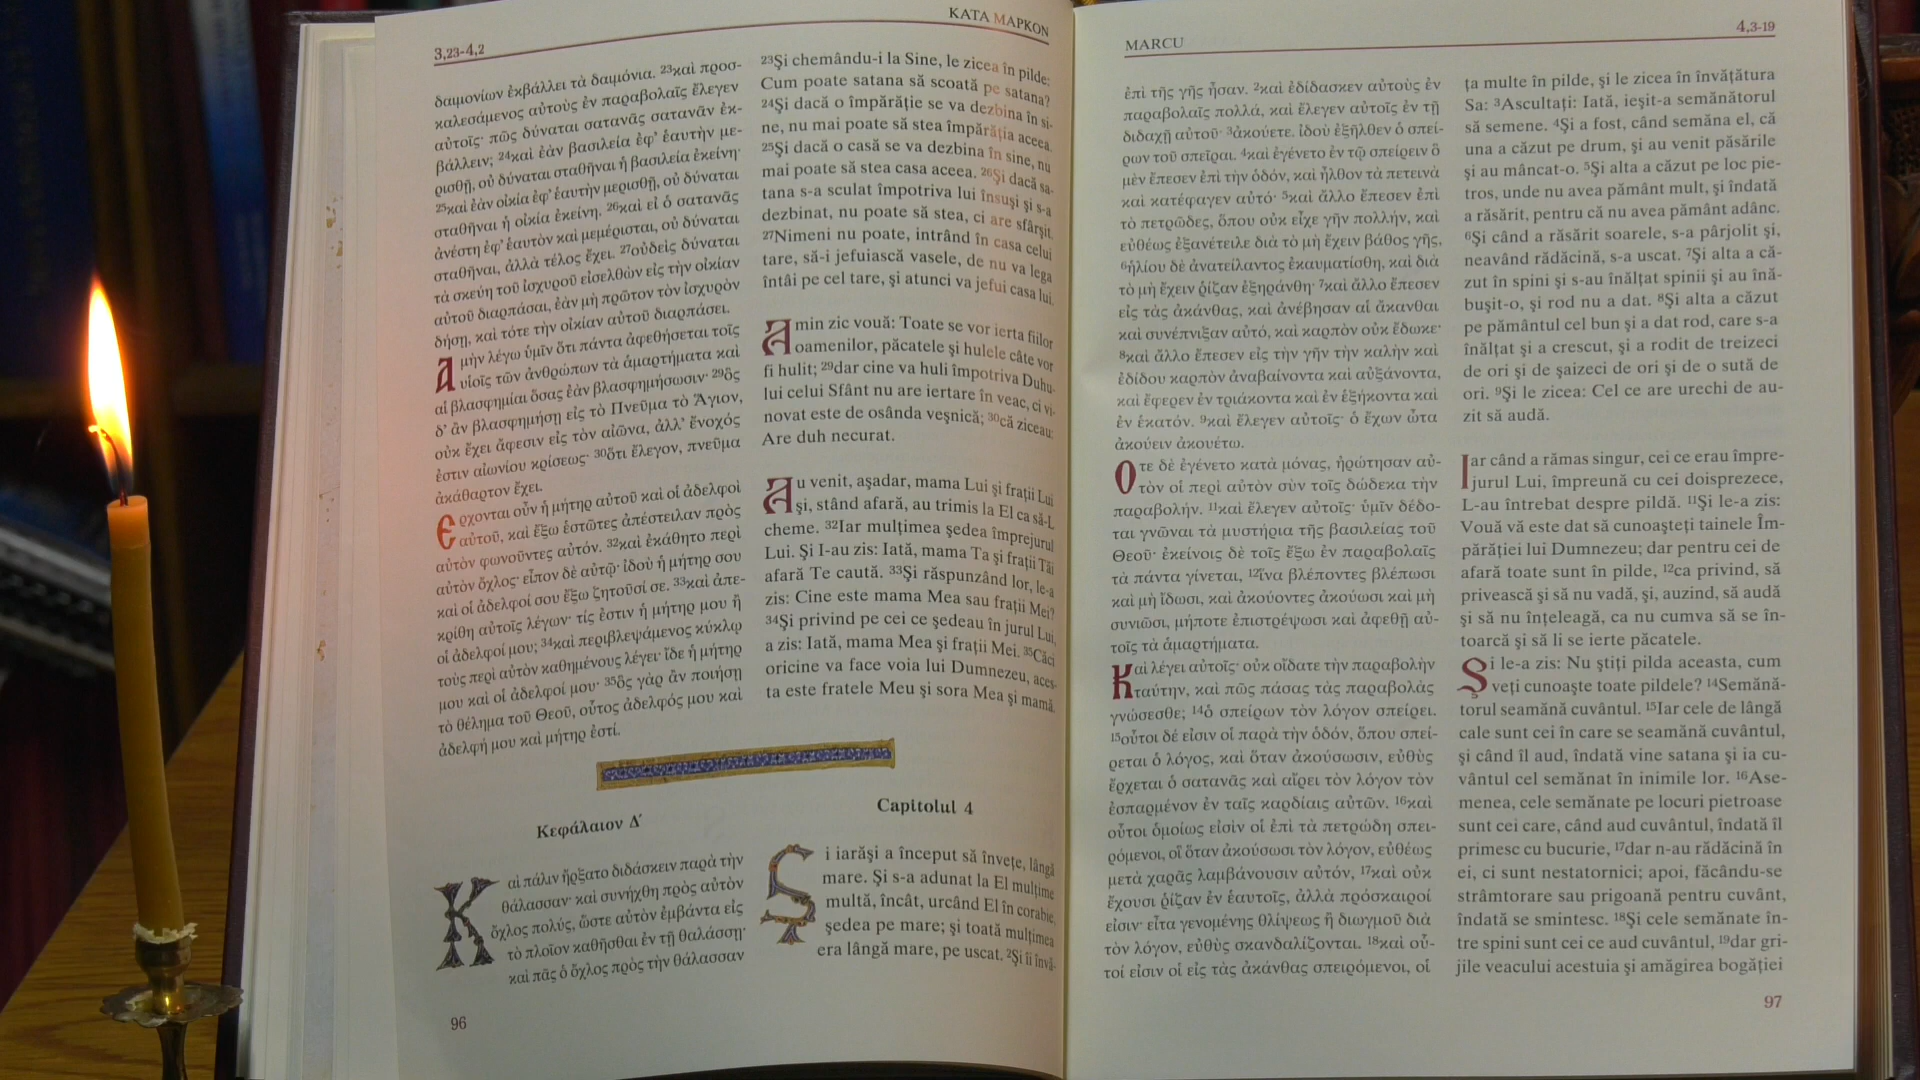 3,23-4,2
ΚΑΤΑ ΜΑΡΚΟΝ
δαιμονίων ἐκβάλλει τὰ δαιμόνια. ²³καὶ προσ-
καλεσάμενος αὐτοὺς ἐν παραβολαῖς ἔλεγεν
αὐτοῖς· πῶς δύναται σατανᾶς σατανᾶν ἐκ-
βάλλειν; ²⁴καὶ ἐὰν βασιλεία ἐφ’ ἑαυτὴν με-
ρισθῇ, οὐ δύναται σταθῆναι ἡ βασιλεία ἐκείνη·
²⁵καὶ ἐὰν οἰκία ἐφ’ ἑαυτὴν μερισθῇ, οὐ δύναται
σταθῆναι ἡ οἰκία ἐκείνη. ²⁶καὶ εἰ ὁ σατανᾶς
ἀνέστη ἐφ’ ἑαυτὸν καὶ μεμέρισται, οὐ δύναται
σταθῆναι, ἀλλὰ τέλος ἔχει. ²⁷οὐδεὶς δύναται
τὰ σκεύη τοῦ ἰσχυροῦ εἰσελθὼν εἰς τὴν οἰκίαν
αὐτοῦ διαρπάσαι, ἐὰν μὴ πρῶτον τὸν ἰσχυρὸν
δήσῃ, καὶ τότε τὴν οἰκίαν αὐτοῦ διαρπάσει.
Ἀμὴν λέγω ὑμῖν ὅτι πάντα ἀφεθήσεται τοῖς
υἱοῖς τῶν ἀνθρώπων τὰ ἁμαρτήματα καὶ
αἱ βλασφημίαι ὅσας ἐὰν βλασφημήσωσιν· ²⁹ὃς
δ’ ἂν βλασφημήσῃ εἰς τὸ Πνεῦμα τὸ Ἅγιον,
οὐκ ἔχει ἄφεσιν εἰς τὸν αἰῶνα, ἀλλ’ ἔνοχός
ἐστιν αἰωνίου κρίσεως· ³⁰ὅτι ἔλεγον, πνεῦμα
ἀκάθαρτον ἔχει.
Ἔρχονται οὖν ἡ μήτηρ αὐτοῦ καὶ οἱ ἀδελφοὶ
αὐτοῦ, καὶ ἔξω ἑστῶτες ἀπέστειλαν πρὸς
αὐτὸν φωνοῦντες αὐτόν. ³²καὶ ἐκάθητο περὶ
αὐτὸν ὄχλος· εἶπον δὲ αὐτῷ· ἰδοὺ ἡ μήτηρ σου
καὶ οἱ ἀδελφοί σου ἔξω ζητοῦσί σε. ³³καὶ ἀπε-
κρίθη αὐτοῖς λέγων· τίς ἐστιν ἡ μήτηρ μου ἢ
οἱ ἀδελφοί μου; ³⁴καὶ περιβλεψάμενος κύκλῳ
τοὺς περὶ αὐτὸν καθημένους λέγει· ἴδε ἡ μήτηρ
μου καὶ οἱ ἀδελφοί μου· ³⁵ὃς γὰρ ἂν ποιήσῃ
τὸ θέλημα τοῦ Θεοῦ, οὗτος ἀδελφός μου καὶ
ἀδελφή μου καὶ μήτηρ ἐστί.
Κεφάλαιον Δ΄
Καὶ πάλιν ἤρξατο διδάσκειν παρὰ τὴν
θάλασσαν· καὶ συνήχθη πρὸς αὐτὸν
ὄχλος πολύς, ὥστε αὐτὸν ἐμβάντα εἰς
τὸ πλοῖον καθῆσθαι ἐν τῇ θαλάσσῃ·
καὶ πᾶς ὁ ὄχλος πρὸς τὴν θάλασσαν
²³Şi chemându-i la Sine, le zicea în pilde:
Cum poate satana să scoată pe satana?
²⁴Şi dacă o împărăţie se va dezbina în si-
ne, nu mai poate să stea împărăţia aceea.
²⁵Şi dacă o casă se va dezbina în sine, nu
mai poate să stea casa aceea. ²⁶Şi dacă sa-
tana s-a sculat împotriva lui însuşi şi s-a
dezbinat, nu poate să stea, ci are sfârşit.
²⁷Nimeni nu poate, intrând în casa celui
tare, să-i jefuiască vasele, de nu va lega
întâi pe cel tare, şi atunci va jefui casa lui.
Amin zic vouă: Toate se vor ierta fiilor
oamenilor, păcatele şi hulele câte vor
fi hulit; ²⁹dar cine va huli împotriva Duhu-
lui celui Sfânt nu are iertare în veac, ci vi-
novat este de osânda veşnică; ³⁰că ziceau:
Are duh necurat.
Au venit, aşadar, mama Lui şi fraţii Lui
şi, stând afară, au trimis la El ca să-L
cheme. ³²Iar mulţimea şedea împrejurul
Lui. Şi I-au zis: Iată, mama Ta şi fraţii Tăi
afară Te caută. ³³Şi răspunzând lor, le-a
zis: Cine este mama Mea sau fraţii Mei?
³⁴Şi privind pe cei ce şedeau în jurul Lui,
a zis: Iată, mama Mea şi fraţii Mei. ³⁵Căci
oricine va face voia lui Dumnezeu, aces-
ta este fratele Meu şi sora Mea şi mamă.
Capitolul 4
Şi iarăşi a început să înveţe, lângă
mare. Şi s-a adunat la El mulţime
multă, încât, urcând El în corabie,
şedea pe mare; şi toată mulţimea
era lângă mare, pe uscat. ²Şi îi învă-
96
MARCU
4,3-19
ἐπὶ τῆς γῆς ἦσαν. ²καὶ ἐδίδασκεν αὐτοὺς ἐν
παραβολαῖς πολλά, καὶ ἔλεγεν αὐτοῖς ἐν τῇ
διδαχῇ αὐτοῦ· ³ἀκούετε. ἰδοὺ ἐξῆλθεν ὁ σπεί-
ρων τοῦ σπεῖραι. ⁴καὶ ἐγένετο ἐν τῷ σπείρειν ὃ
μὲν ἔπεσεν ἐπὶ τὴν ὁδόν, καὶ ἦλθον τὰ πετεινὰ
καὶ κατέφαγεν αὐτό· ⁵καὶ ἄλλο ἔπεσεν ἐπὶ
τὸ πετρῶδες, ὅπου οὐκ εἶχε γῆν πολλήν, καὶ
εὐθέως ἐξανέτειλε διὰ τὸ μὴ ἔχειν βάθος γῆς,
⁶ἡλίου δὲ ἀνατείλαντος ἐκαυματίσθη, καὶ διὰ
τὸ μὴ ἔχειν ῥίζαν ἐξηράνθη· ⁷καὶ ἄλλο ἔπεσεν
εἰς τὰς ἀκάνθας, καὶ ἀνέβησαν αἱ ἄκανθαι
καὶ συνέπνιξαν αὐτό, καὶ καρπὸν οὐκ ἔδωκε·
⁸καὶ ἄλλο ἔπεσεν εἰς τὴν γῆν τὴν καλὴν καὶ
ἐδίδου καρπὸν ἀναβαίνοντα καὶ αὐξάνοντα,
καὶ ἔφερεν ἐν τριάκοντα καὶ ἐν ἑξήκοντα καὶ
ἐν ἑκατόν. ⁹καὶ ἔλεγεν αὐτοῖς· ὁ ἔχων ὦτα
ἀκούειν ἀκουέτω.
Ὅτε δὲ ἐγένετο κατὰ μόνας, ἠρώτησαν αὐ-
τὸν οἱ περὶ αὐτὸν σὺν τοῖς δώδεκα τὴν
παραβολήν. ¹¹καὶ ἔλεγεν αὐτοῖς· ὑμῖν δέδο-
ται γνῶναι τὰ μυστήρια τῆς βασιλείας τοῦ
Θεοῦ· ἐκείνοις δὲ τοῖς ἔξω ἐν παραβολαῖς
τὰ πάντα γίνεται, ¹²ἵνα βλέποντες βλέπωσι
καὶ μὴ ἴδωσι, καὶ ἀκούοντες ἀκούωσι καὶ μὴ
συνιῶσι, μήποτε ἐπιστρέψωσι καὶ ἀφεθῇ αὐ-
τοῖς τὰ ἁμαρτήματα.
Καὶ λέγει αὐτοῖς· οὐκ οἴδατε τὴν παραβολὴν
ταύτην, καὶ πῶς πάσας τὰς παραβολὰς
γνώσεσθε; ¹⁴ὁ σπείρων τὸν λόγον σπείρει.
¹⁵οὗτοι δέ εἰσιν οἱ παρὰ τὴν ὁδόν, ὅπου σπεί-
ρεται ὁ λόγος, καὶ ὅταν ἀκούσωσιν, εὐθὺς
ἔρχεται ὁ σατανᾶς καὶ αἴρει τὸν λόγον τὸν
ἐσπαρμένον ἐν ταῖς καρδίαις αὐτῶν. ¹⁶καὶ
οὗτοι ὁμοίως εἰσὶν οἱ ἐπὶ τὰ πετρώδη σπει-
ρόμενοι, οἳ ὅταν ἀκούσωσι τὸν λόγον, εὐθέως
μετὰ χαρᾶς λαμβάνουσιν αὐτόν, ¹⁷καὶ οὐκ
ἔχουσι ῥίζαν ἐν ἑαυτοῖς, ἀλλὰ πρόσκαιροί
εἰσιν· εἶτα γενομένης θλίψεως ἢ διωγμοῦ διὰ
τὸν λόγον, εὐθὺς σκανδαλίζονται. ¹⁸καὶ οὗ-
τοί εἰσιν οἱ εἰς τὰς ἀκάνθας σπειρόμενοι, οἱ
ţa multe în pilde, şi le zicea în învăţătura
Sa: ³Ascultaţi: Iată, ieşit-a semănătorul
să semene. ⁴Şi a fost, când semăna el, că
una a căzut pe drum, şi au venit păsările
şi au mâncat-o. ⁵Şi alta a căzut pe loc pie-
tros, unde nu avea pământ mult, şi îndată
a răsărit, pentru că nu avea pământ adânc.
⁶Şi când a răsărit soarele, s-a pârjolit şi,
neavând rădăcină, s-a uscat. ⁷Şi alta a că-
zut în spini şi s-au înălţat spinii şi au înă-
buşit-o, şi rod nu a dat. ⁸Şi alta a căzut
pe pământul cel bun şi a dat rod, care s-a
înălţat şi a crescut, şi a rodit de treizeci
de ori şi de şaizeci de ori şi de o sută de
ori. ⁹Şi le zicea: Cel ce are urechi de au-
zit să audă.
Iar când a rămas singur, cei ce erau împre-
jurul Lui, împreună cu cei doisprezece,
L-au întrebat despre pildă. ¹¹Şi le-a zis:
Vouă vă este dat să cunoaşteţi tainele Îm-
părăţiei lui Dumnezeu; dar pentru cei de
afară toate sunt în pilde, ¹²ca privind, să
privească şi să nu vadă, şi, auzind, să audă
şi să nu înţeleagă, ca nu cumva să se în-
toarcă şi să li se ierte păcatele.
Şi le-a zis: Nu ştiţi pilda aceasta, cum
veţi cunoaşte toate pildele? ¹⁴Semănă-
torul seamănă cuvântul. ¹⁵Iar cele de lângă
cale sunt cei în care se seamănă cuvântul,
şi când îl aud, îndată vine satana şi ia cu-
vântul cel semănat în inimile lor. ¹⁶Ase-
menea, cele semănate pe locuri pietroase
sunt cei care, când aud cuvântul, îndată îl
primesc cu bucurie, ¹⁷dar n-au rădăcină în
ei, ci sunt nestatornici; apoi, făcându-se
strâmtorare sau prigoană pentru cuvânt,
îndată se smintesc. ¹⁸Şi cele semănate în-
tre spini sunt cei ce aud cuvântul, ¹⁹dar gri-
jile veacului acestuia şi amăgirea bogăţiei
97